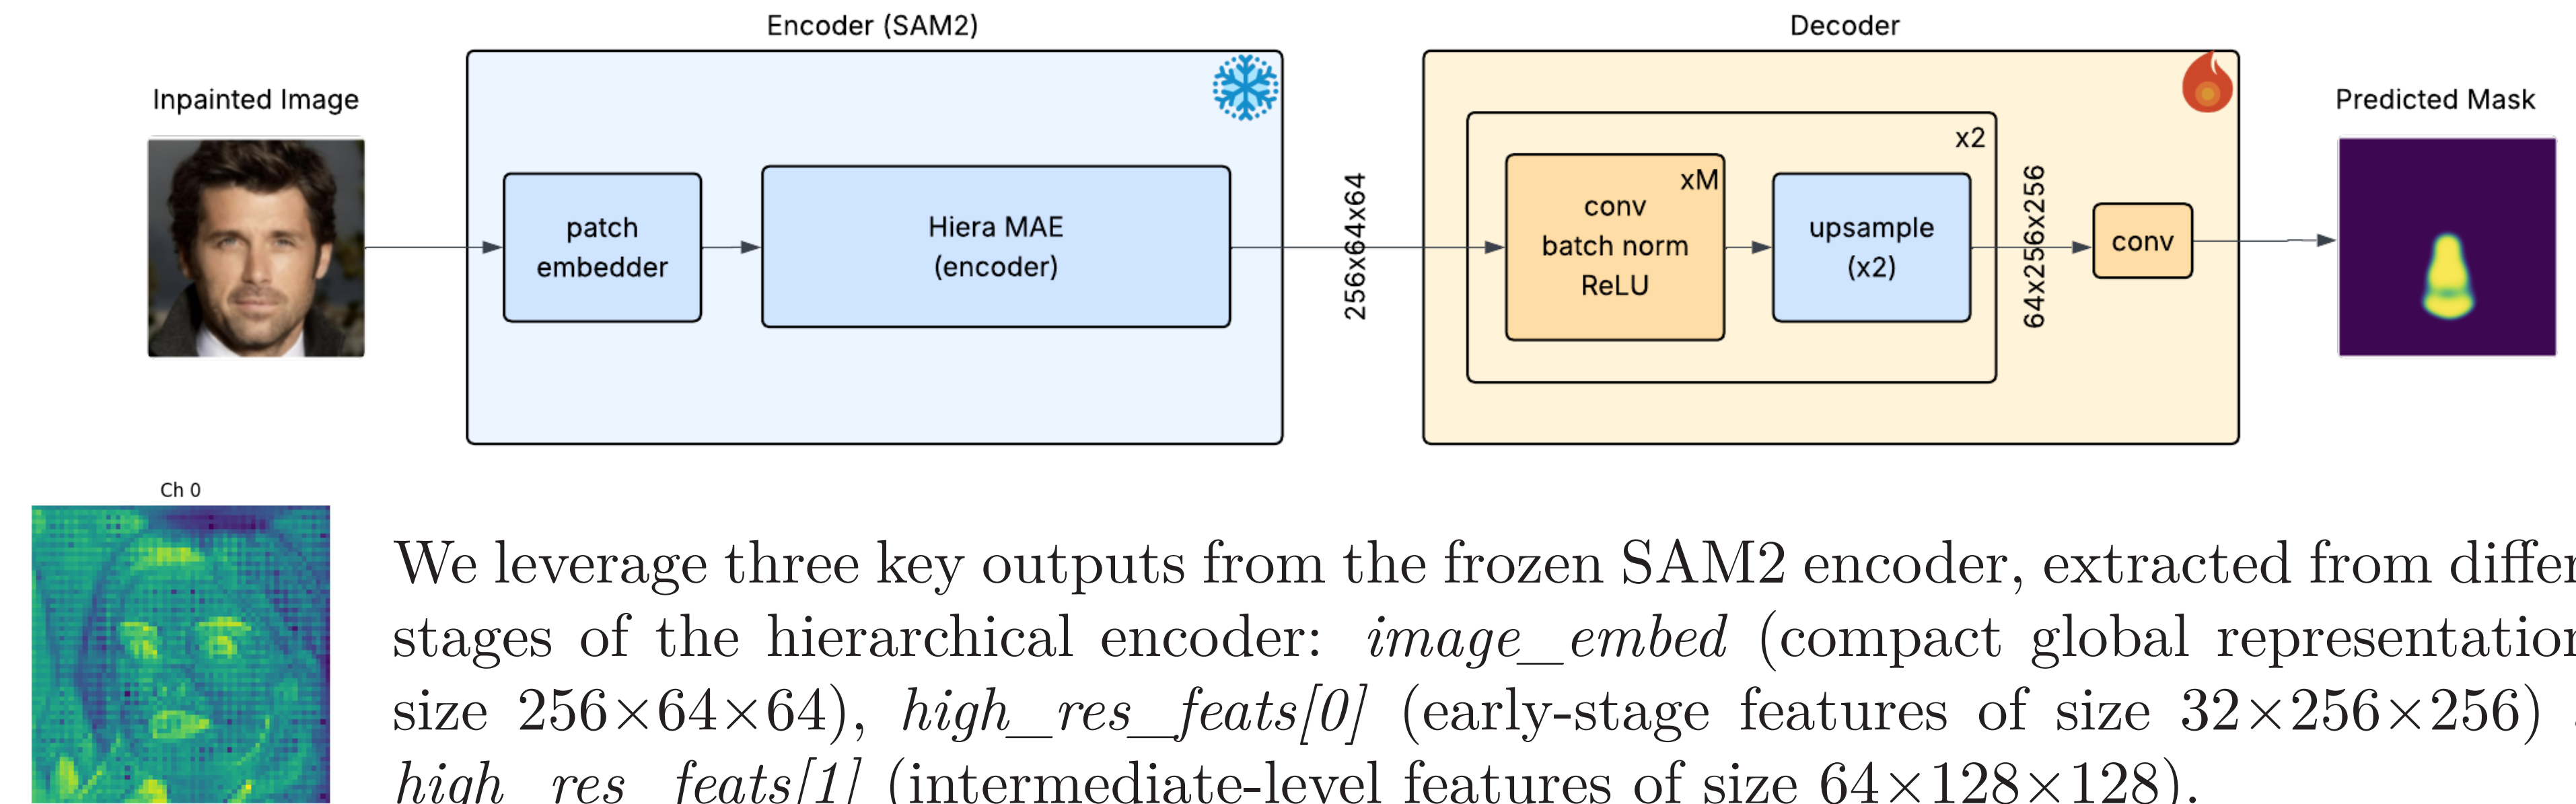 Encoder (SAM2)
Decoder
Inpainted Image
Predicted Mask
patch
embedder
Hiera MAE
(encoder)
256x64x64
x2
xM
conv
batch norm
ReLU
upsample
(x2)
64x256x256
conv
Ch 0
We leverage three key outputs from the frozen SAM2 encoder, extracted from
stages of the hierarchical encoder: image_embed (compact global
size 256×64×64), high_res_feats[0] (early-stage features of size 32×256×256)
high_res_feats[1] (intermediate-level features of size 64×128×128).